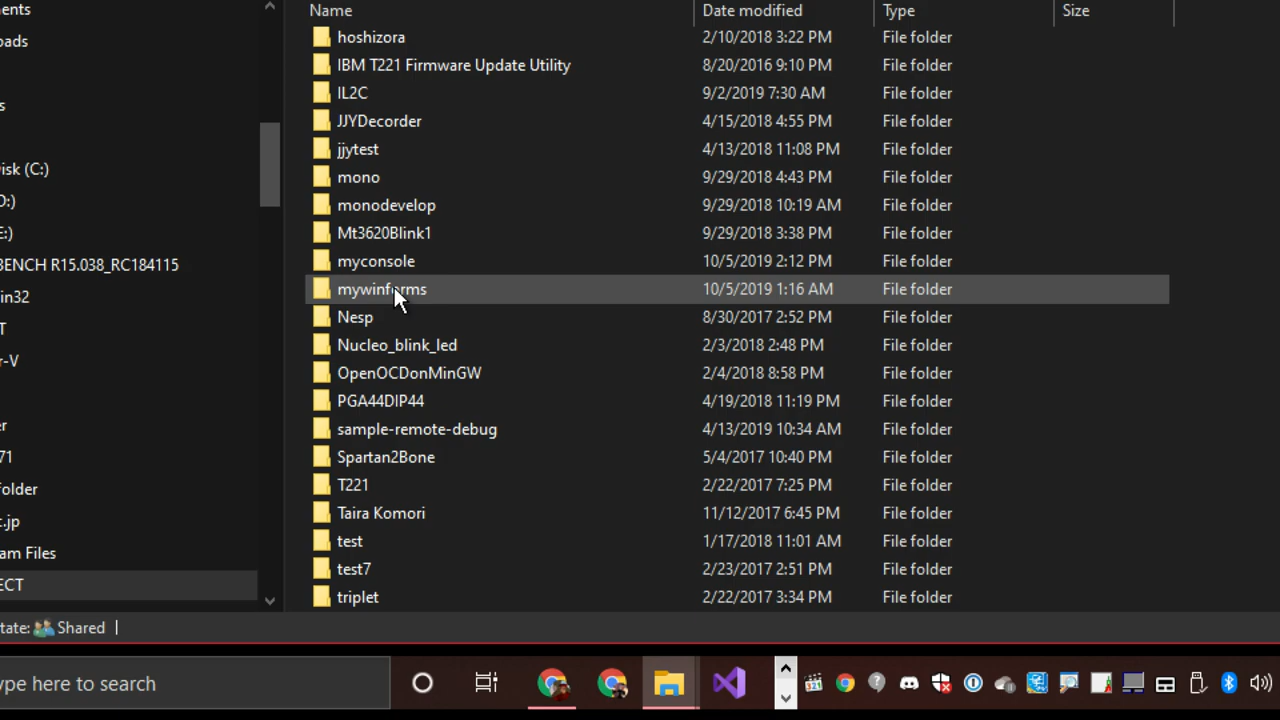 Name Date modified Type Size
hoshizora 2/10/2018 3:22 PM File folder
IBM T221 Firmware Update Utility 8/20/2016 9:10 PM File folder
IL2C 9/2/2019 7:30 AM File folder
JJYDecorder 4/15/2018 4:55 PM File folder
jjytest 4/13/2018 11:08 PM File folder
mono 9/29/2018 4:43 PM File folder
monodevelop 9/29/2018 10:19 AM File folder
Mt3620Blink1 9/29/2018 3:38 PM File folder
myconsole 10/5/2019 2:12 PM File folder
mywinforms 10/5/2019 1:16 AM File folder
Nesp 8/30/2017 2:52 PM File folder
Nucleo_blink_led 2/3/2018 2:48 PM File folder
OpenOCDonMinGW 2/4/2018 8:58 PM File folder
PGA44DIP44 4/19/2018 11:19 PM File folder
sample-remote-debug 4/13/2019 10:34 AM File folder
Spartan2Bone 5/4/2017 10:40 PM File folder
T221 2/22/2017 7:25 PM File folder
Taira Komori 11/12/2017 6:45 PM File folder
test 1/17/2018 11:01 AM File folder
test7 2/23/2017 2:51 PM File folder
triplet 2/22/2017 3:34 PM File folder
ents
oads
s
isk (C:)
D:)
E:)
BENCH R15.038_RC184115
in32
T
r-V
er
71
folder
t.jp
am Files
ECT
tate: Shared
ype here to search